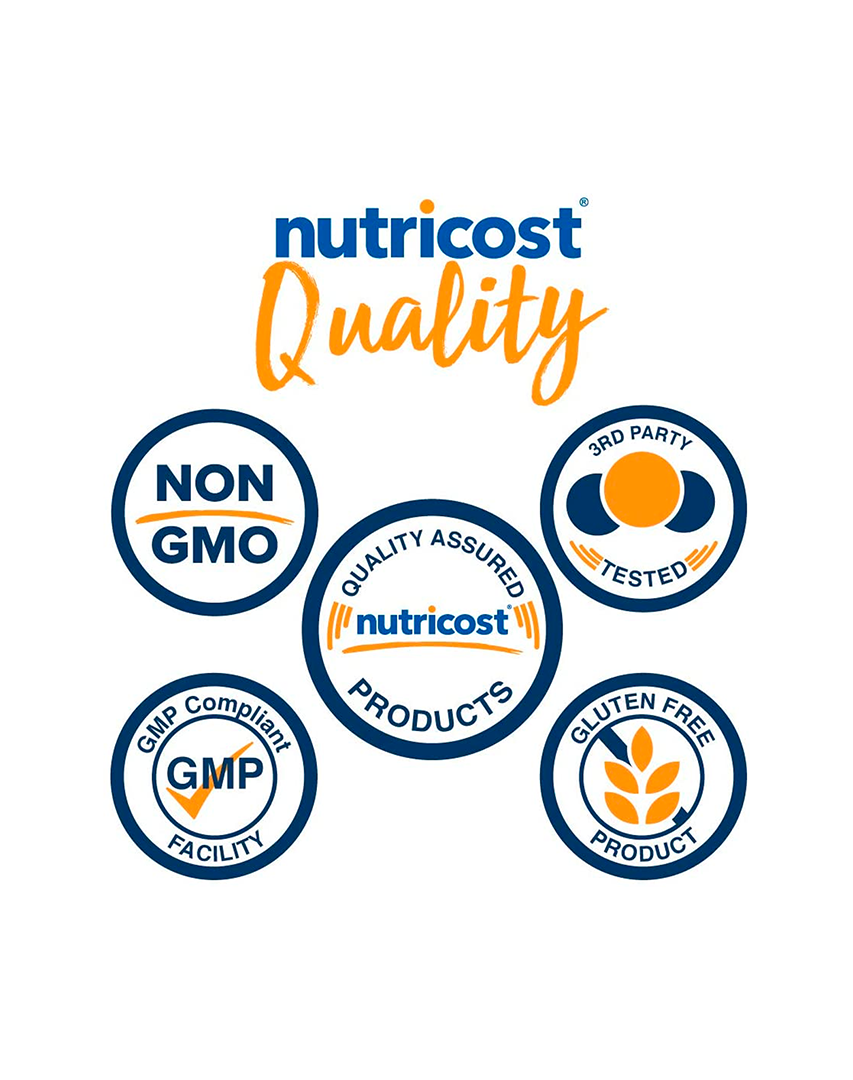 nutricost®
Quality
NON
GMO
3RD PARTY
TESTED
QUALITY ASSURED
nutricost®
PRODUCTS
GMP Compliant
GMP
FACILITY
GLUTEN FREE
PRODUCT